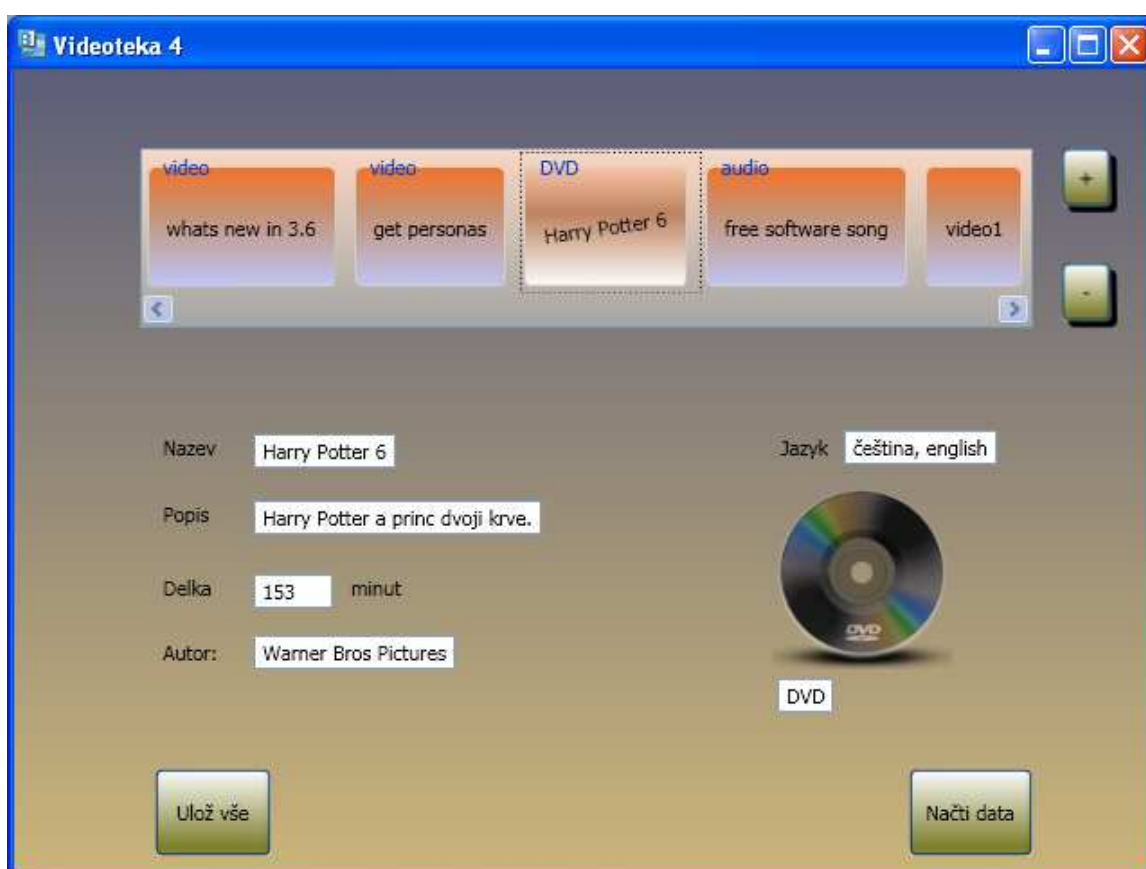 Videoteka 4
video video DVD audio
whats new in 3.6 get personas Harry Potter 6 free software song video1
+
-
Nazev Harry Potter 6 Jazyk čeština, english
Popis Harry Potter a princ dvoji krve.
Delka 153 minut
DVD
Autor: Warner Bros Pictures
DVD
Ulož vše Načti data